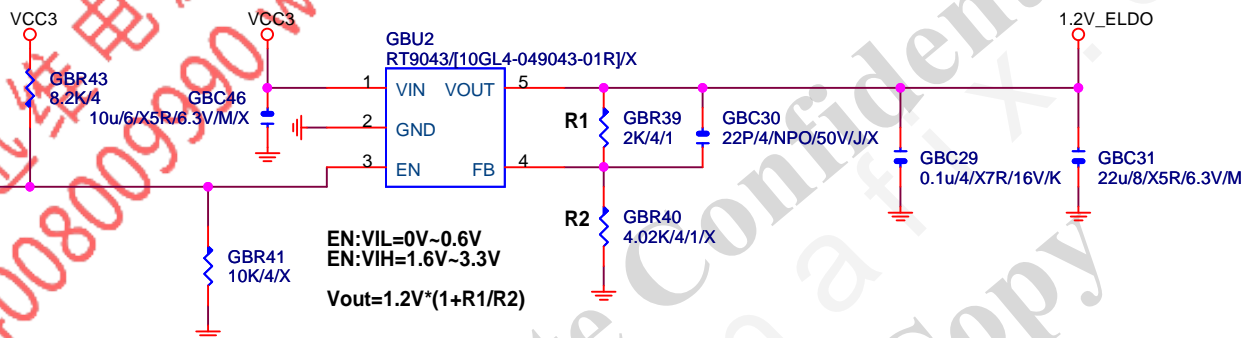 VCC3
VCC3
1.2V_ELDO
GBU2
RT9043/[10GL4-049043-01R]/X
GBR43
8.2K/4
GBC46
10u/6/X5R/6.3V/M/X
1
VIN
VOUT
5
2
GND
3
EN
FB
4
R1
GBR39
2K/4/1
GBC30
22P/4/NPO/50V/J/X
GBC29
0.1u/4/X7R/16V/K
GBC31
22u/8/X5R/6.3V/M
R2
GBR40
4.02K/4/1/X
GBR41
10K/4/X
EN:VIL=0V~0.6V
EN:VIH=1.6V~3.3V
Vout=1.2V*(1+R1/R2)
Confident
Copy
4008009990.w